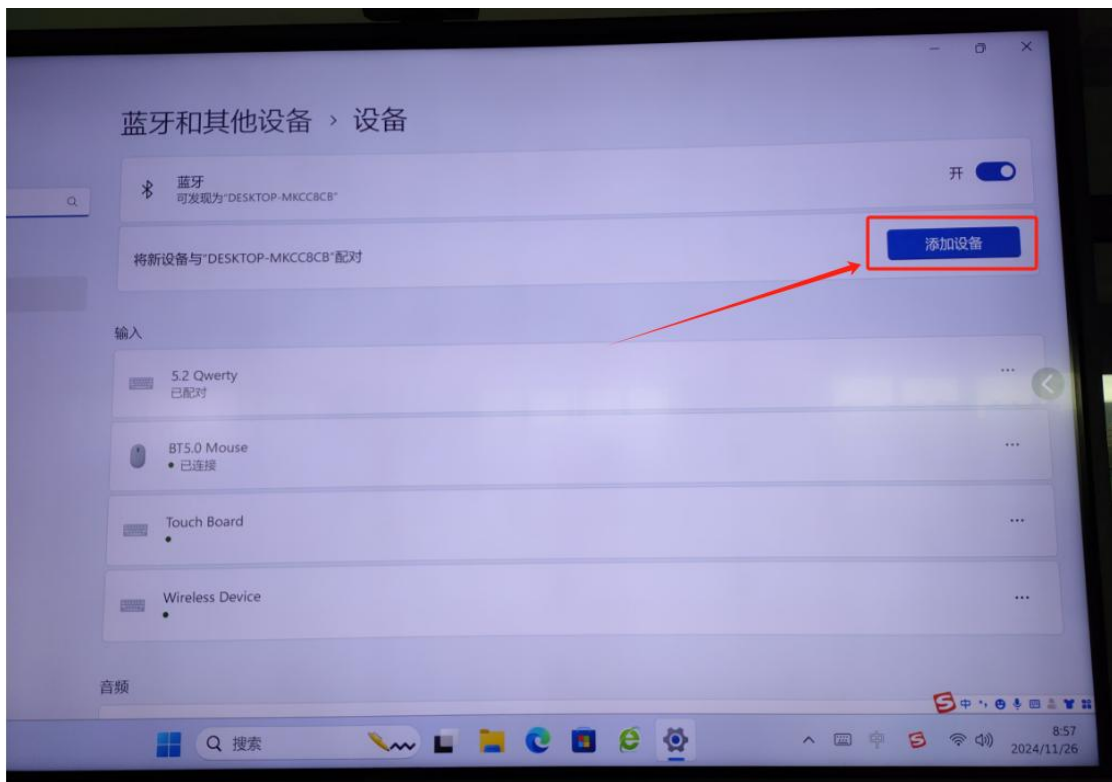 蓝牙和其他设备 › 设备
蓝牙
可发现为"DESKTOP-MKCC8CB"
开
将新设备与"DESKTOP-MKCC8CB"配对
添加设备
输入
5.2 Qwerty
已配对
BT5.0 Mouse
已连接
Touch Board
Wireless Device
音频
中
搜索
中
8:57
2024/11/26